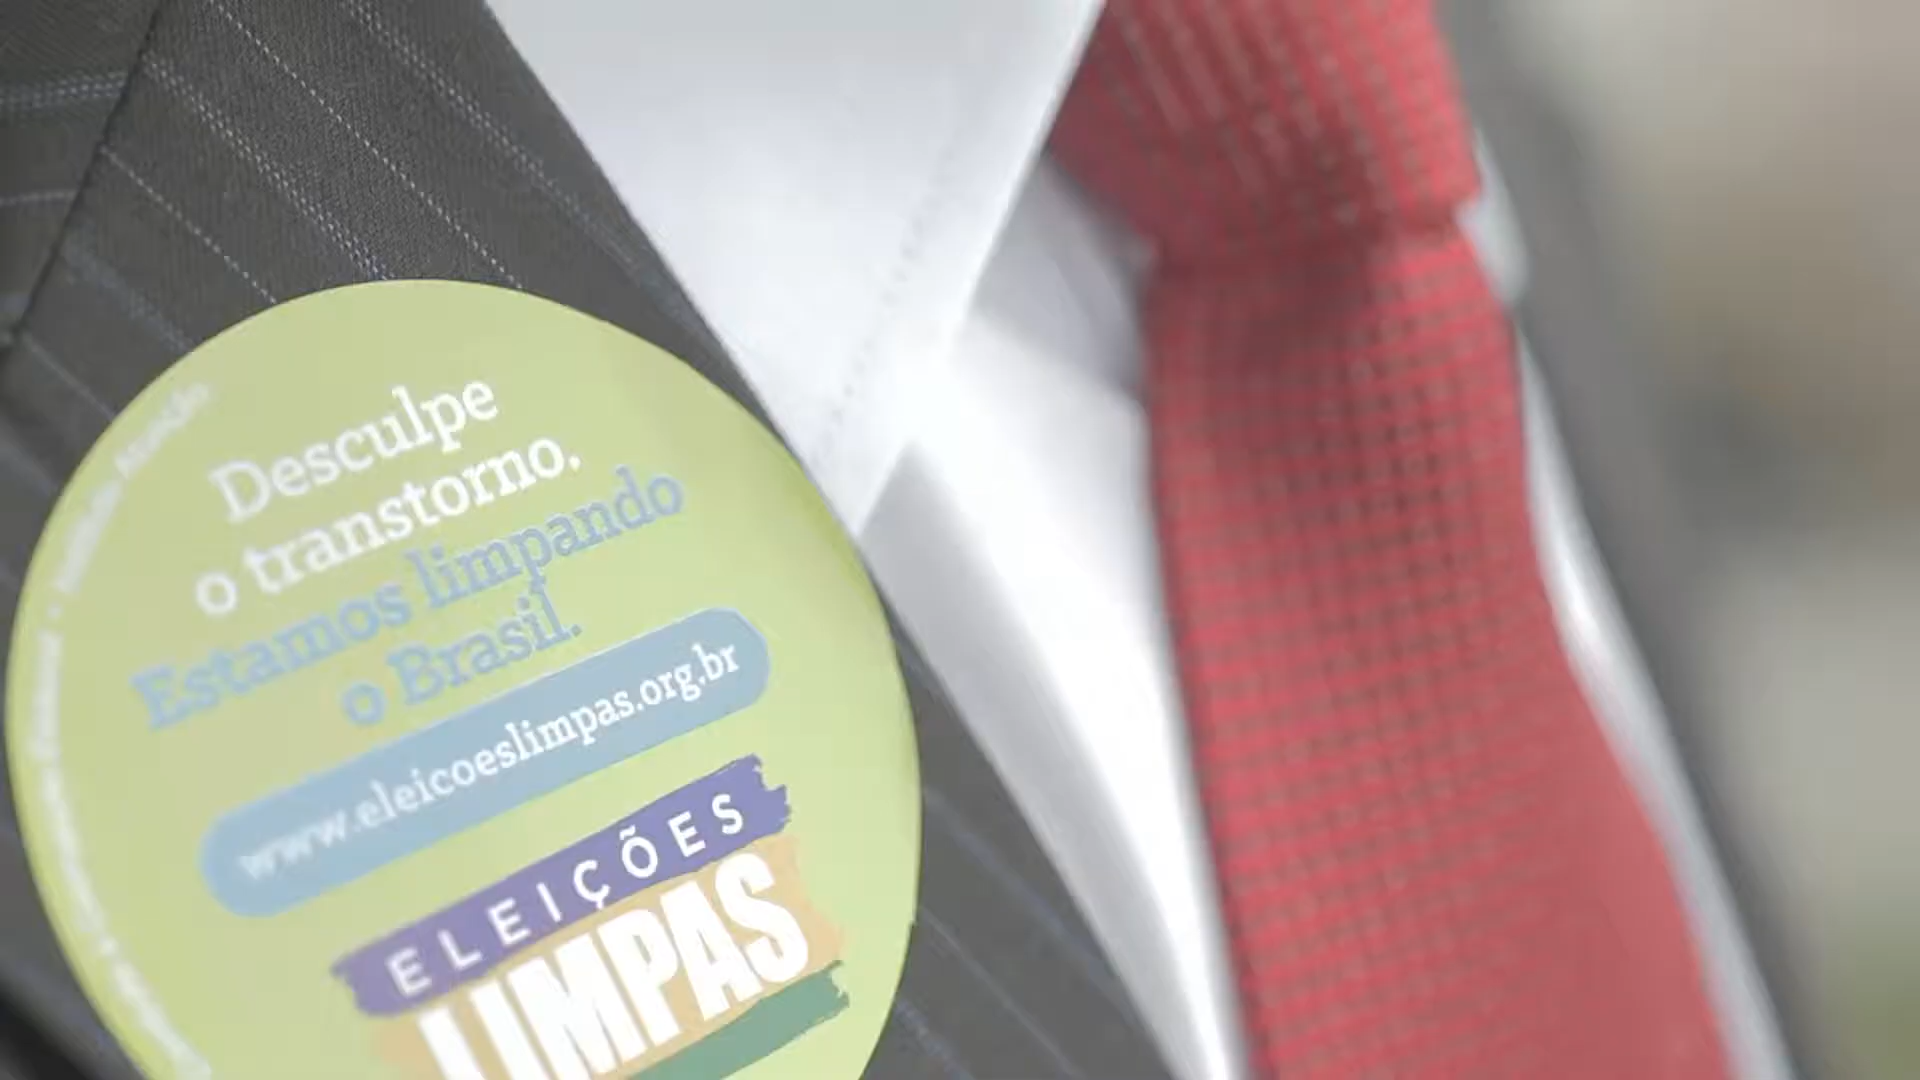 Desculpe
o transtorno.
Estamos limpando
o Brasil.
www.eleicoeslimpas.org.br
ELEIÇÕES
LIMPAS